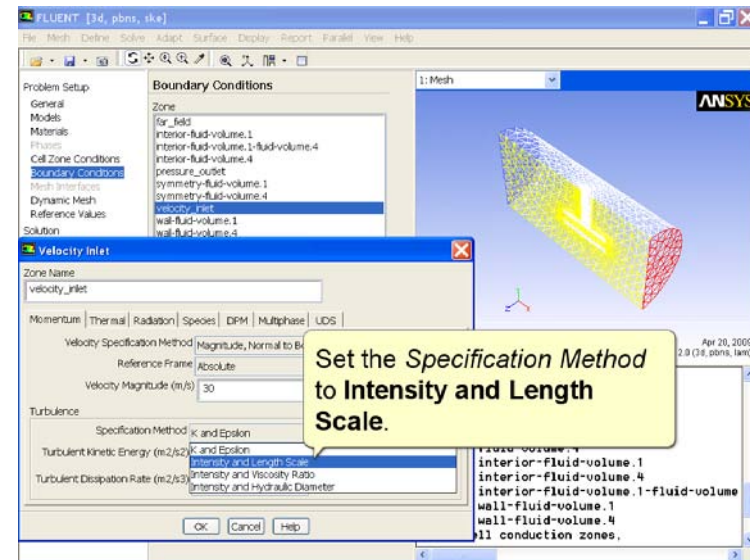 FLUENT [3d, pbns, ske]
File Mesh Define Solve Adapt Surface Display Report Parallel View Help
Problem Setup
General
Models
Materials
Phases
Cell Zone Conditions
Boundary Conditions
Mesh Interfaces
Dynamic Mesh
Reference Values
Solution
Boundary Conditions
Zone
far_field
interior-fluid-volume.1
interior-fluid-volume.1-fluid-volume.4
interior-fluid-volume.4
pressure_outlet
symmetry-fluid-volume.1
symmetry-fluid-volume.4
velocity_inlet
wall-fluid-volume.1
wall-fluid-volume.4
1: Mesh
ANSYS
Apr 20, 2009
2.0 (3d, pbns, lam)
Velocity Inlet
Zone Name
velocity_inlet
Momentum Thermal Radiation Species DPM Multiphase UDS
Velocity Specification Method Magnitude, Normal to Bo
Reference Frame Absolute
Velocity Magnitude (m/s) 30
Turbulence
Specification Method K and Epsilon
Turbulent Kinetic Energy (m2/s2)
Turbulent Dissipation Rate (m2/s3)
K and Epsilon
Intensity and Length Scale
Intensity and Viscosity Ratio
Intensity and Hydraulic Diameter
OK Cancel Help
Set the Specification Method
to Intensity and Length
Scale.
fluid-volume.4
interior-fluid-volume.1
interior-fluid-volume.4
interior-fluid-volume.1-fluid-volume
wall-fluid-volume.1
wall-fluid-volume.4
ll conduction zones,